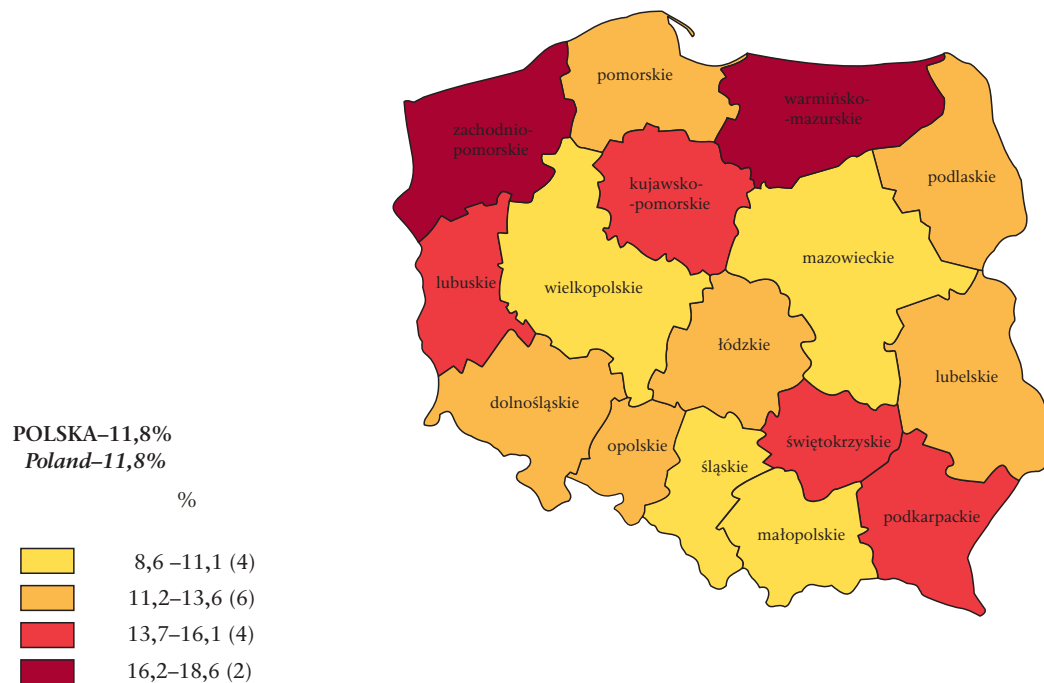 pomorskie
warmińsko-
-mazurskie
zachodnio-
pomorskie
podlaskie
kujawsko-
-pomorskie
mazowieckie
lubuskie
wielkopolskie
łódzkie
lubelskie
dolnośląskie
opolskie
śląskie
świętokrzyskie
podkarpackie
małopolskie
POLSKA–11,8%
Poland–11,8%
%
8,6 –11,1 (4)
11,2–13,6 (6)
13,7–16,1 (4)
16,2–18,6 (2)